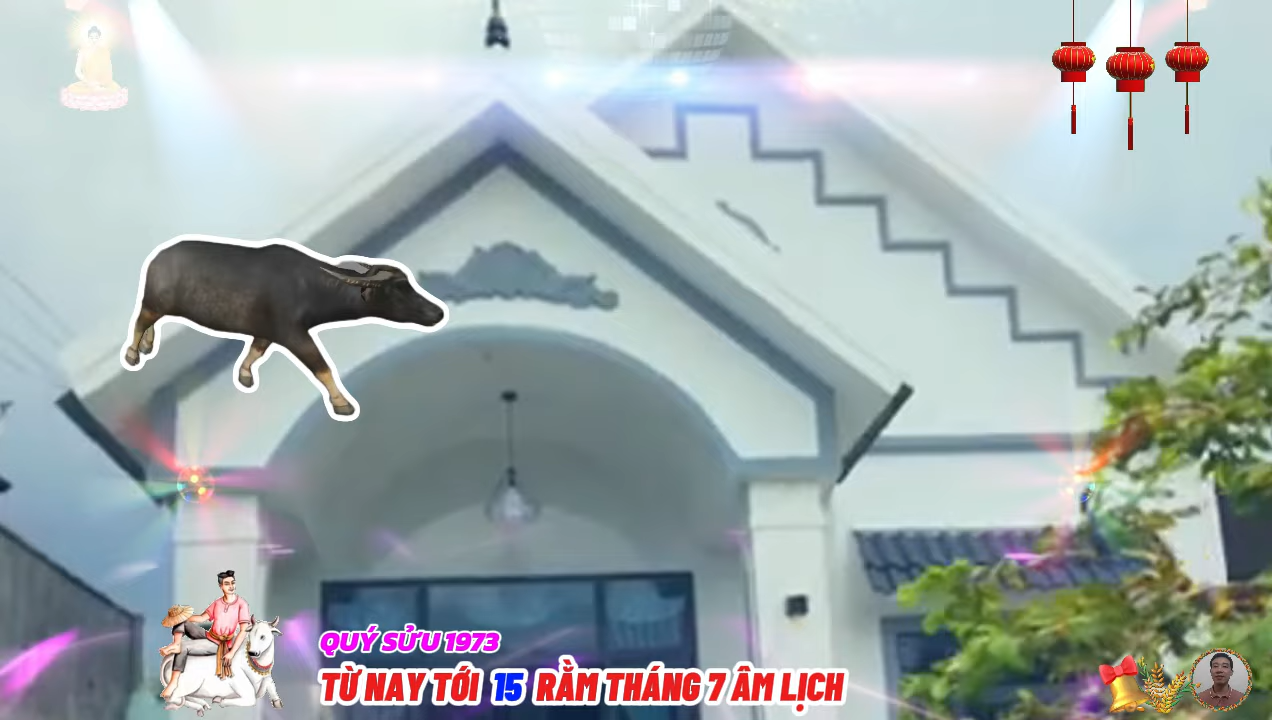 QUÝ SỬU 1973
TỪ NAY TỚI 15 RẰM THÁNG 7 ÂM LỊCH